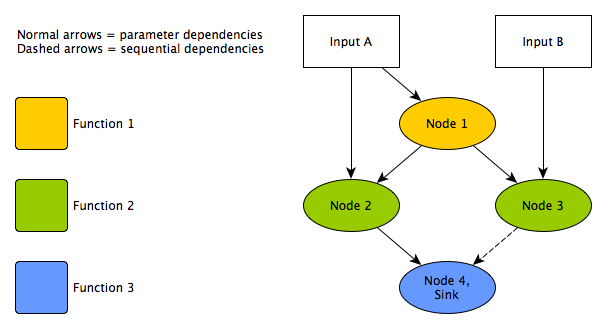 Normal arrows = parameter dependencies
Dashed arrows = sequential dependencies
Input A
Input B
Function 1
Node 1
Function 2
Node 2
Node 3
Function 3
Node 4,
Sink